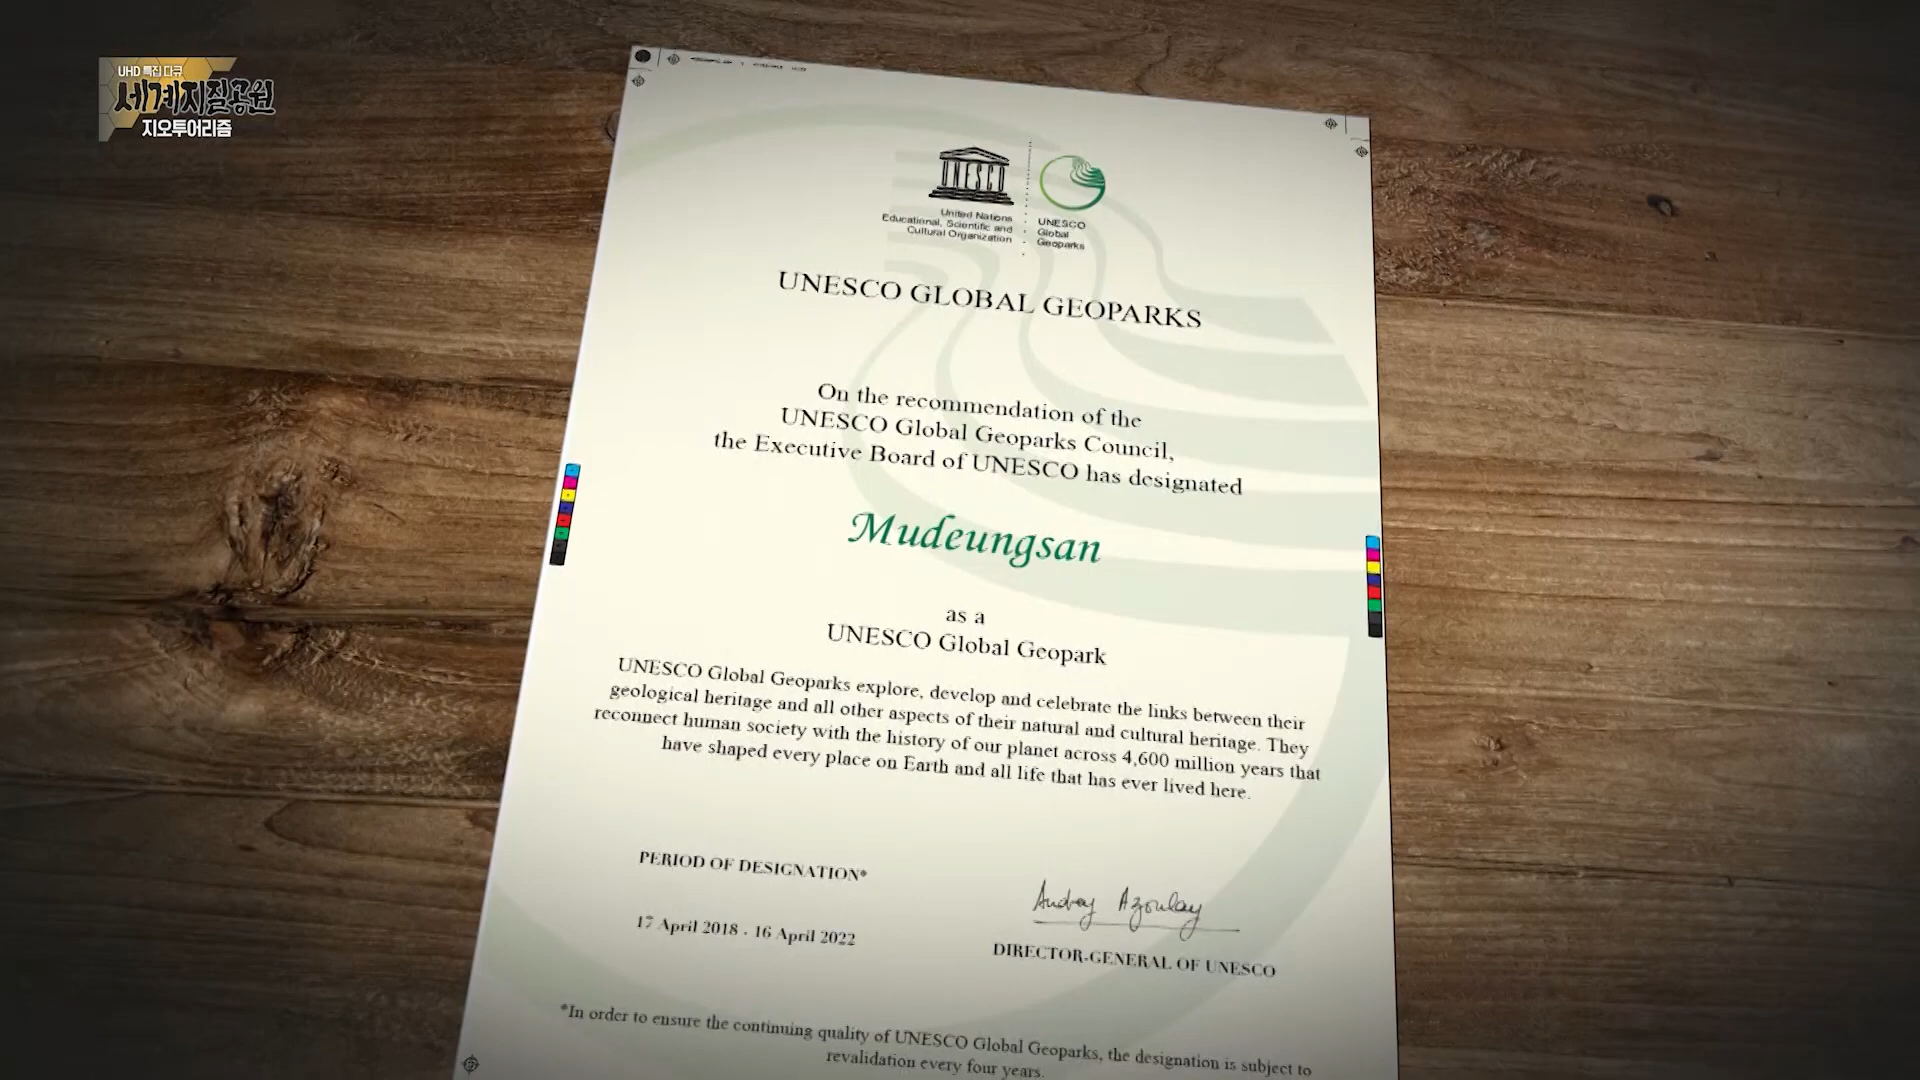 UHD 특집 다큐
세계지질공원
지오투어리즘
UNESCO
United Nations
Educational, Scientific and
Cultural Organization
UNESCO
Global
Geoparks
UNESCO GLOBAL GEOPARKS
On the recommendation of the
UNESCO Global Geoparks Council,
the Executive Board of UNESCO has designated
Mudeungsan
as a
UNESCO Global Geopark
UNESCO Global Geoparks explore, develop and celebrate the links between their
geological heritage and all other aspects of their natural and cultural heritage. They
reconnect human society with the history of our planet across 4,600 million years that
have shaped every place on Earth and all life that has ever lived here.
PERIOD OF DESIGNATION*
17 April 2018 - 16 April 2022
Audrey Azoulay
DIRECTOR-GENERAL OF UNESCO
*In order to ensure the continuing quality of UNESCO Global Geoparks, the designation is subject to
revalidation every four years.